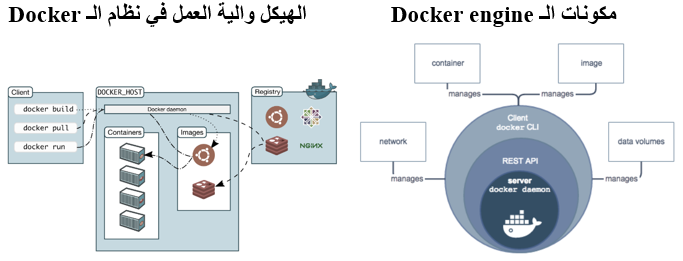 مكونات الـ Docker engine
الهيكل والية العمل في نظام الـ Docker
container
image
manages
manages
Client
docker CLI
network
data volumes
REST API
manages
manages
server
docker daemon
Client
DOCKER_HOST
Registry
docker build
docker pull
docker run
Docker daemon
Containers
Images
NGINX